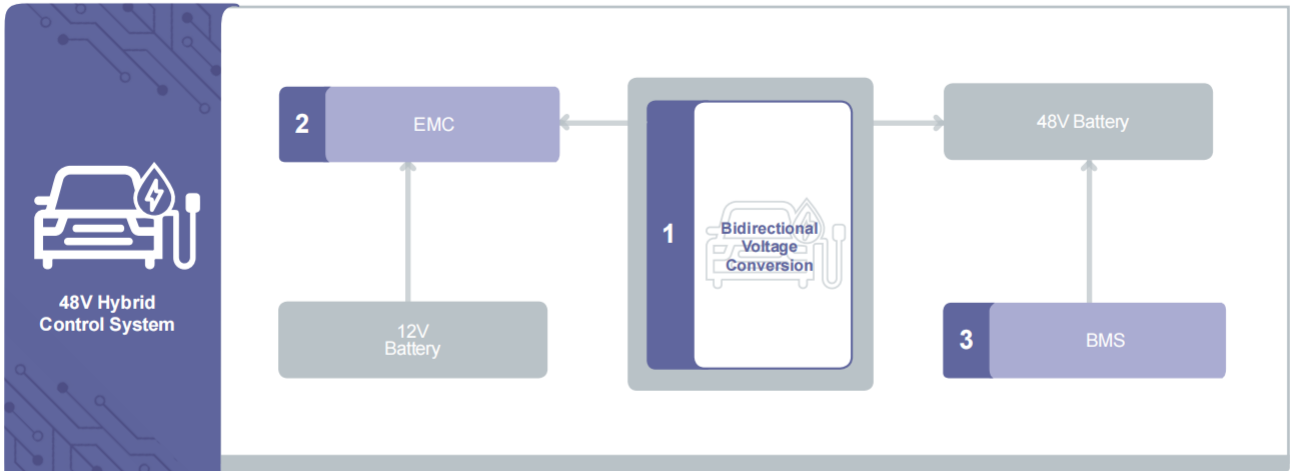 48V Hybrid
Control System
2
EMC
12V
Battery
1
Bidirectional
Voltage
Conversion
48V Battery
3
BMS